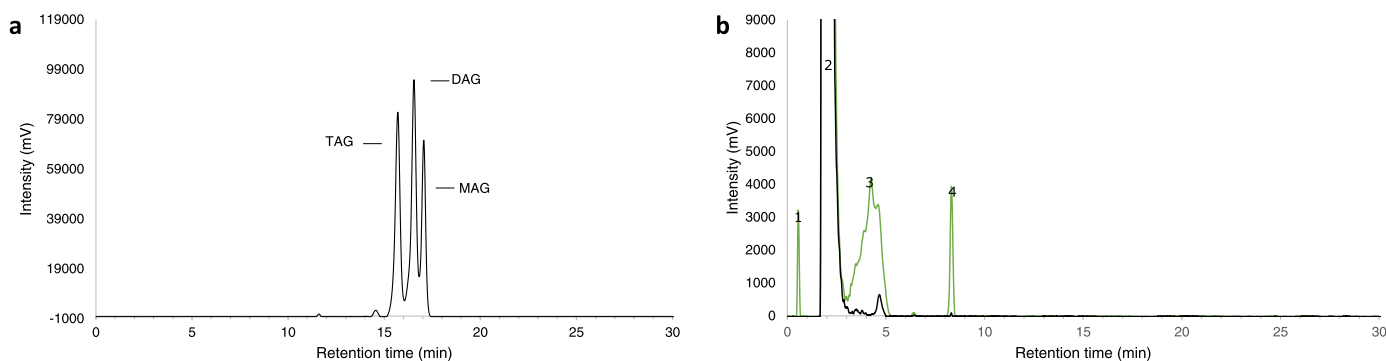 a
Intensity (mV)
119000
99000
79000
59000
39000
19000
-1000
TAG
DAG
MAG
0 5 10 15 20 25 30
Retention time (min)
b
Intensity (mV)
9000
8000
7000
6000
5000
4000
3000
2000
1000
0
1
2
3
4
0 5 10 15 20 25 30
Retention time (min)